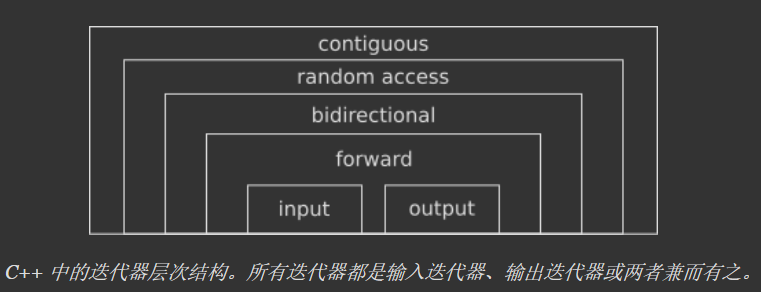 contiguous
random access
bidirectional
forward
input output
C++ 中的迭代器层次结构。所有迭代器都是输入迭代器、输出迭代器或两者兼而有之。